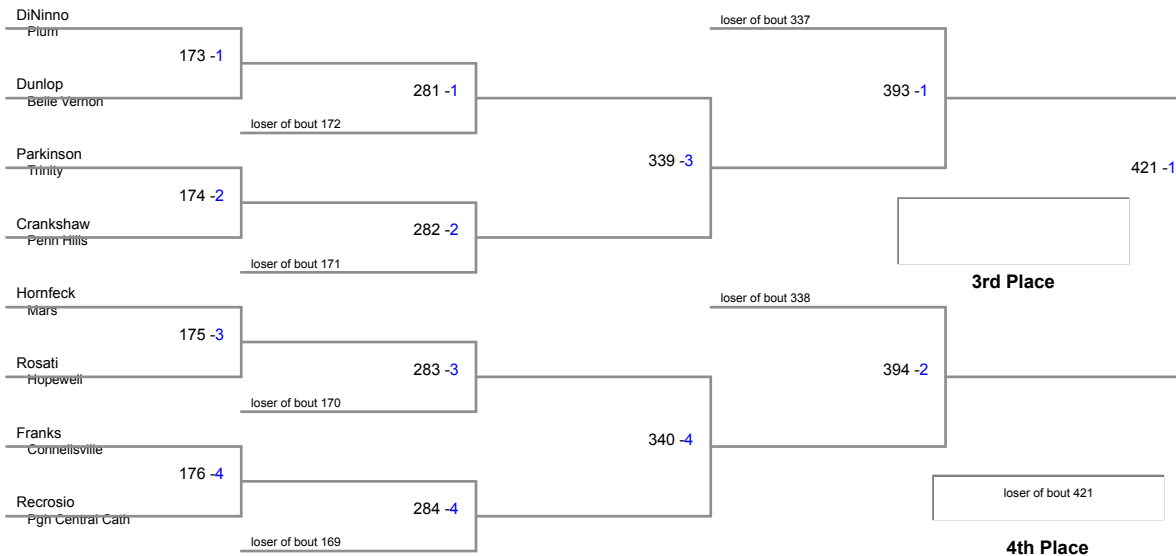 DiNinno
Plum
173 -1
Dunlop
Belle Vernon
loser of bout 172
281 -1
Parkinson
Trinity
174 -2
Crankshaw
Penn Hills
loser of bout 171
282 -2
339 -3
loser of bout 337
393 -1
421 -1
3rd Place
Hornfeck
Mars
175 -3
Rosati
Hopewell
loser of bout 170
283 -3
Franks
Connellsville
176 -4
Recrosio
Pgh Central Cath
loser of bout 169
284 -4
340 -4
loser of bout 338
394 -2
loser of bout 421
4th Place